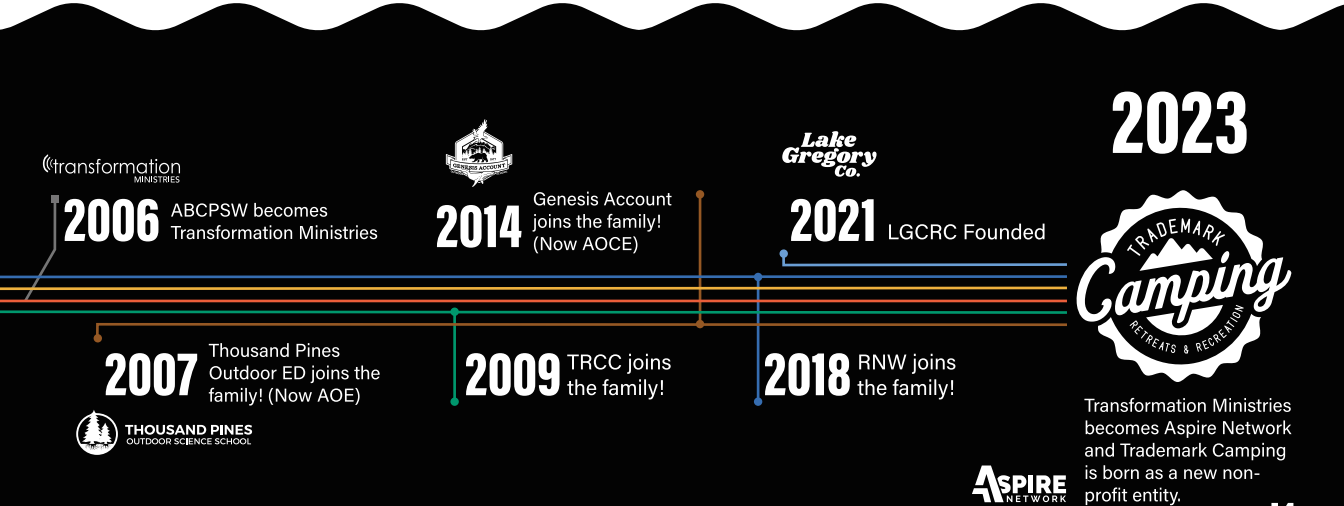 transformation
MINISTRIES
2006
ABCPSW becomes
Transformation Ministries
2007
Thousand Pines
Outdoor ED joins the
family! (Now AOE)
THOUSAND PINES
OUTDOOR SCIENCE SCHOOL
GENESIS ACCOUNT
2014
Genesis Account
joins the family!
(Now AOCE)
2009
TRCC joins
the family!
Lake
Gregory
Co.
2021
LGCRC Founded
2018
RNW joins
the family!
2023
TRADEMARK
Camping
RETREATS & RECREATION
Transformation Ministries
becomes Aspire Network
and Trademark Camping
is born as a new non-
profit entity.
ASPIRE
NETWORK